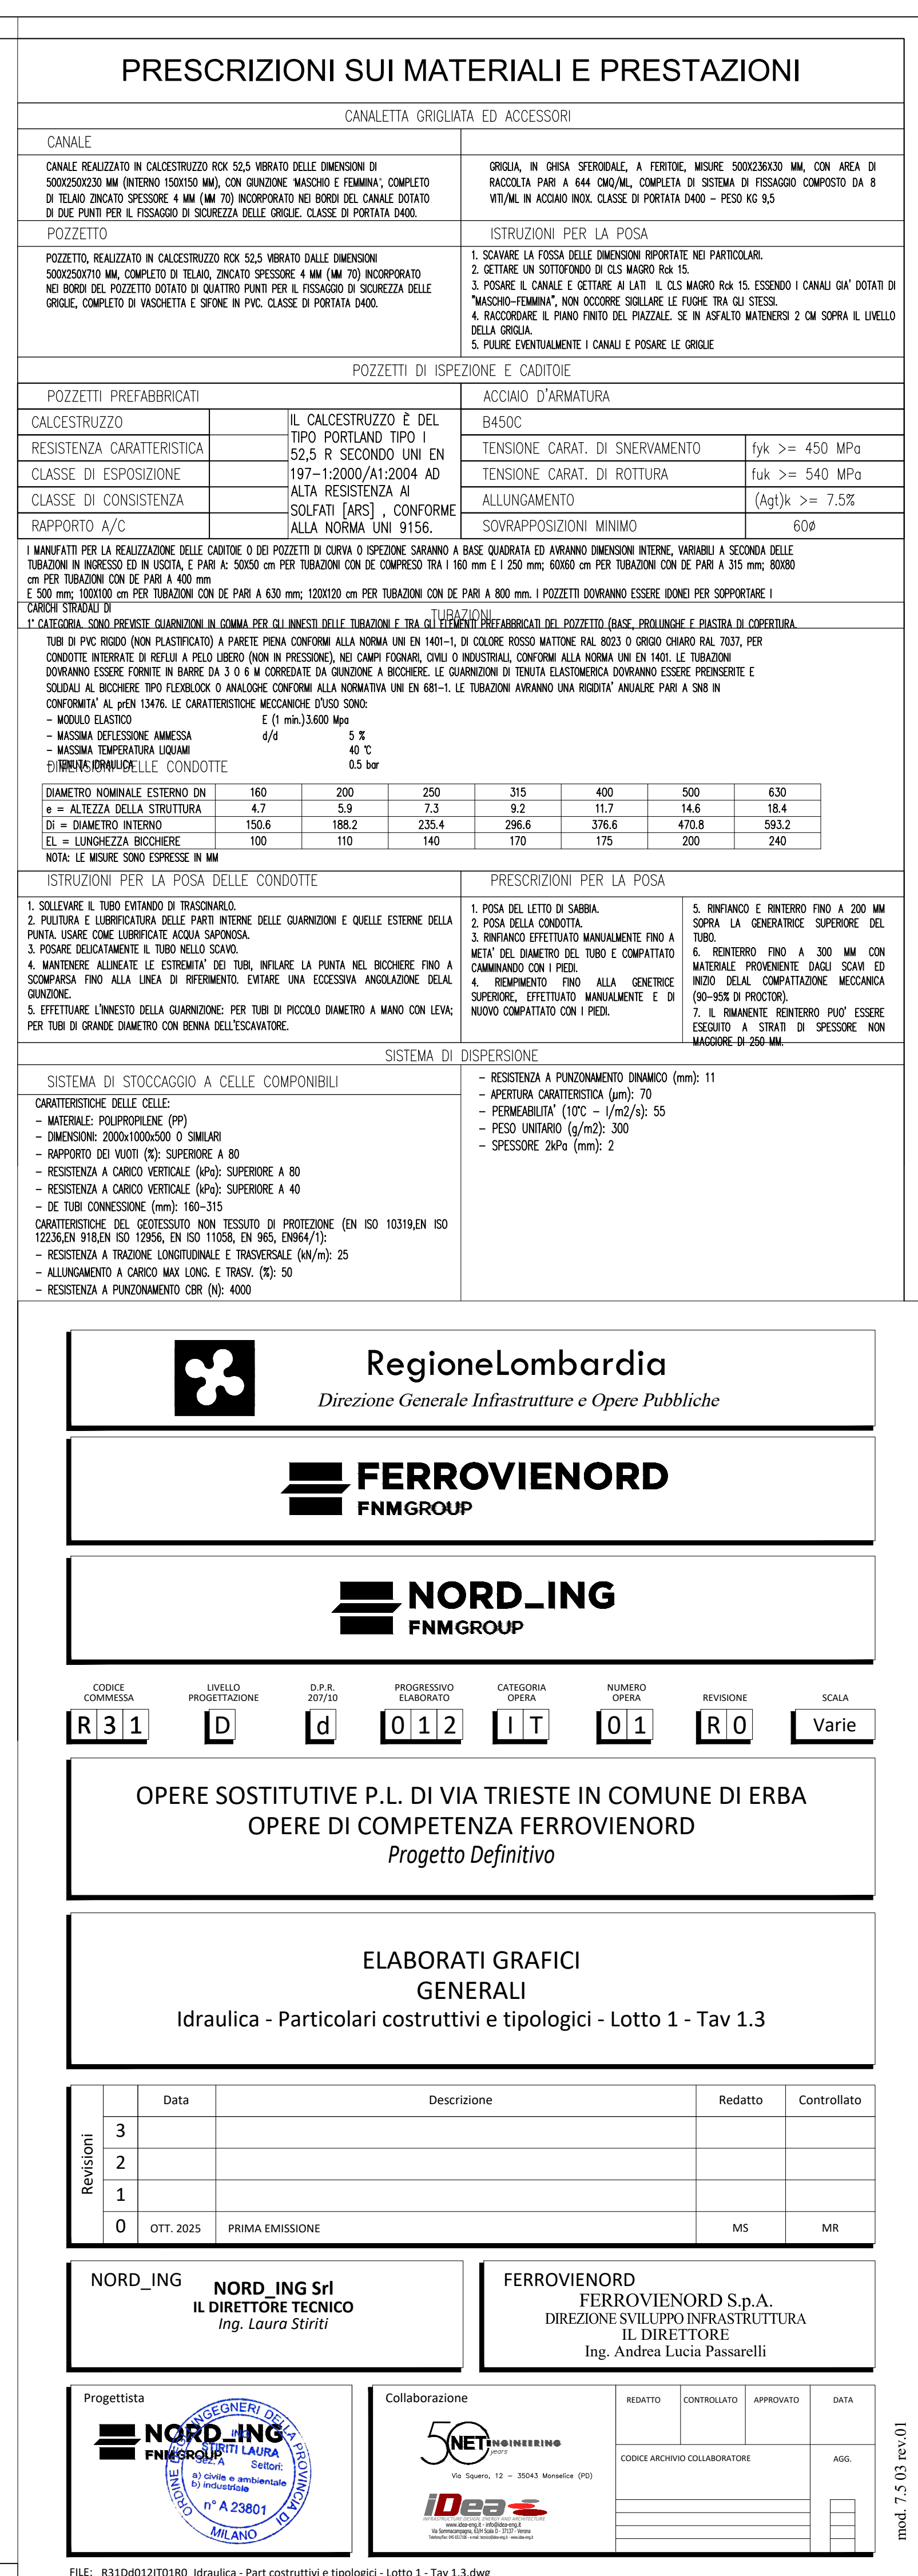 PRESCRIZIONI SUI MATERIALI E PRESTAZIONI
CANALETTA GRIGLIATA ED ACCESSORI
CANALE
CANALE REALIZZATO IN CALCESTRUZZO RCK 52,5 VIBRATO DELLE DIMENSIONI DI
500X250X230 MM (INTERNO 150X150 MM), CON GIUNZIONE "MASCHIO E FEMMINA", COMPLETO
DI TELAIO ZINCATO SPESSORE 4 MM (MM 70) INCORPORATO NEI BORDI DEL CANALE DOTATO
DI DUE PUNTI PER IL FISSAGGIO DI SICUREZZA DELLE GRIGLIE. CLASSE DI PORTATA D400.
GRIGLIA, IN GHISA SFEROIDALE, A FERITOIE, MISURE 500X236X30 MM, CON AREA DI
RACCOLTA PARI A 644 CMQ/ML, COMPLETA DI SISTEMA DI FISSAGGIO COMPOSTO DA 8
VITI/ML IN ACCIAIO INOX. CLASSE DI PORTATA D400 – PESO KG 9,5
POZZETTO
POZZETTO, REALIZZATO IN CALCESTRUZZO RCK 52,5 VIBRATO DALLE DIMENSIONI
500X250X710 MM, COMPLETO DI TELAIO, ZINCATO SPESSORE 4 MM (MM 70) INCORPORATO
NEI BORDI DEL POZZETTO DOTATO DI QUATTRO PUNTI PER IL FISSAGGIO DI SICUREZZA DELLE
GRIGLIE, COMPLETO DI VASCHETTA E SIFONE IN PVC. CLASSE DI PORTATA D400.
ISTRUZIONI PER LA POSA
1. SCAVARE LA FOSSA DELLE DIMENSIONI RIPORTATE NEI PARTICOLARI.
2. GETTARE UN SOTTOFONDO DI CLS MAGRO Rck 15.
3. POSARE IL CANALE E GETTARE AI LATI IL CLS MAGRO Rck 15. ESSENDO I CANALI GIA' DOTATI DI
"MASCHIO–FEMMINA", NON OCCORRE SIGILLARE LE FUGHE TRA GLI STESSI.
4. RACCORDARE IL PIANO FINITO DEL PIAZZALE. SE IN ASFALTO MATENERSI 2 CM SOPRA IL LIVELLO
DELLA GRIGLIA.
5. PULIRE EVENTUALMENTE I CANALI E POSARE LE GRIGLIE
POZZETTI DI ISPEZIONE E CADITOIE
POZZETTI PREFABBRICATI
CALCESTRUZZO
RESISTENZA CARATTERISTICA
CLASSE DI ESPOSIZIONE
CLASSE DI CONSISTENZA
RAPPORTO A/C
IL CALCESTRUZZO È DEL
TIPO PORTLAND TIPO I
52,5 R SECONDO UNI EN
197–1:2000/A1:2004 AD
ALTA RESISTENZA AI
SOLFATI [ARS] , CONFORME
ALLA NORMA UNI 9156.
ACCIAIO D'ARMATURA
B450C
TENSIONE CARAT. DI SNERVAMENTO fyk >= 450 MPa
TENSIONE CARAT. DI ROTTURA fuk >= 540 MPa
ALLUNGAMENTO (Agt)k >= 7.5%
SOVRAPPOSIZIONI MINIMO 60ø
I MANUFATTI PER LA REALIZZAZIONE DELLE CADITOIE O DEI POZZETTI DI CURVA O ISPEZIONE SARANNO A BASE QUADRATA ED AVRANNO DIMENSIONI INTERNE, VARIABILI A SECONDA DELLE
TUBAZIONI IN INGRESSO ED IN USCITA, E PARI A: 50X50 cm PER TUBAZIONI CON DE COMPRESO TRA I 160 mm E I 250 mm; 60X60 cm PER TUBAZIONI CON DE PARI A 315 mm; 80X80
cm PER TUBAZIONI CON DE PARI A 400 mm
E 500 mm; 100X100 cm PER TUBAZIONI CON DE PARI A 630 mm; 120X120 cm PER TUBAZIONI CON DE PARI A 800 mm. I POZZETTI DOVRANNO ESSERE IDONEI PER SOPPORTARE I
CARICHI STRADALI DI
1° CATEGORIA. SONO PREVISTE GUARNIZIONI IN GOMMA PER GLI INNESTI DELLE TUBAZIONI E TRA GLI ELEMENTI PREFABBRICATI DEL POZZETTO (BASE, PROLUNGHE E PIASTRA DI COPERTURA.
TUBAZIONI
TUBI DI PVC RIGIDO (NON PLASTIFICATO) A PARETE PIENA CONFORMI ALLA NORMA UNI EN 1401–1, DI COLORE ROSSO MATTONE RAL 8023 O GRIGIO CHIARO RAL 7037, PER
CONDOTTE INTERRATE DI REFLUI A PELO LIBERO (NON IN PRESSIONE), NEI CAMPI FOGNARI, CIVILI O INDUSTRIALI, CONFORMI ALLA NORMA UNI EN 1401. LE TUBAZIONI
DOVRANNO ESSERE FORNITE IN BARRE DA 3 O 6 M CORREDATE DA GIUNZIONE A BICCHIERE. LE GUARNIZIONI DI TENUTA ELASTOMERICA DOVRANNO ESSERE PREINSERITE E
SOLIDALI AL BICCHIERE TIPO FLEXBLOCK O ANALOGHE CONFORMI ALLA NORMATIVA UNI EN 681–1. LE TUBAZIONI AVRANNO UNA RIGIDITA' ANUALRE PARI A SN8 IN
CONFORMITA' AL prEN 13476. LE CARATTERISTICHE MECCANICHE D'USO SONO:
– MODULO ELASTICO E (1 min.)3.600 Mpa
– MASSIMA DEFLESSIONE AMMESSA d/d 5 %
– MASSIMA TEMPERATURA LIQUAMI 40 °C
– TENUTA IDRAULICA 0.5 bar
DIMENSIONI DELLE CONDOTTE
DIAMETRO NOMINALE ESTERNO DN 160 200 250 315 400 500 630
e = ALTEZZA DELLA STRUTTURA 4.7 5.9 7.3 9.2 11.7 14.6 18.4
Di = DIAMETRO INTERNO 150.6 188.2 235.4 296.6 376.6 470.8 593.2
EL = LUNGHEZZA BICCHIERE 100 110 140 170 175 200 240
NOTA: LE MISURE SONO ESPRESSE IN MM
ISTRUZIONI PER LA POSA DELLE CONDOTTE
1. SOLLEVARE IL TUBO EVITANDO DI TRASCINARLO.
2. PULITURA E LUBRIFICATURA DELLE PARTI INTERNE DELLE GUARNIZIONI E QUELLE ESTERNE DELLA
PUNTA. USARE COME LUBRIFICATE ACQUA SAPONOSA.
3. POSARE DELICATAMENTE IL TUBO NELLO SCAVO.
4. MANTENERE ALLINEATE LE ESTREMITA' DEI TUBI, INFILARE LA PUNTA NEL BICCHIERE FINO A
SCOMPARSA FINO ALLA LINEA DI RIFERIMENTO. EVITARE UNA ECCESSIVA ANGOLAZIONE DELAL
GIUNZIONE.
5. EFFETTUARE L'INNESTO DELLA GUARNIZIONE: PER TUBI DI PICCOLO DIAMETRO A MANO CON LEVA;
PER TUBI DI GRANDE DIAMETRO CON BENNA DELL'ESCAVATORE.
PRESCRIZIONI PER LA POSA
1. POSA DEL LETTO DI SABBIA.
2. POSA DELLA CONDOTTA.
3. RINFIANCO EFFETTUATO MANUALMENTE FINO A
META' DEL DIAMETRO DEL TUBO E COMPATTATO
CAMMINANDO CON I PIEDI.
4. RIEMPIMENTO FINO ALLA GENETRICE
SUPERIORE, EFFETTUATO MANUALMENTE E DI
NUOVO COMPATTATO CON I PIEDI.
5. RINFIANCO E RINTERRO FINO A 200 MM
SOPRA LA GENERATRICE SUPERIORE DEL
TUBO.
6. REINTERRO FINO A 300 MM CON
MATERIALE PROVENIENTE DAGLI SCAVI ED
INIZIO DELAL COMPATTAZIONE MECCANICA
(90–95% DI PROCTOR).
7. IL RIMANENTE REINTERRO PUO' ESSERE
ESEGUITO A STRATI DI SPESSORE NON
MAGGIORE DI 250 MM.
SISTEMA DI DISPERSIONE
SISTEMA DI STOCCAGGIO A CELLE COMPONIBILI
CARATTERISTICHE DELLE CELLE:
– MATERIALE: POLIPROPILENE (PP)
– DIMENSIONI: 2000x1000x500 O SIMILARI
– RAPPORTO DEI VUOTI (%): SUPERIORE A 80
– RESISTENZA A CARICO VERTICALE (kPa): SUPERIORE A 80
– RESISTENZA A CARICO VERTICALE (kPa): SUPERIORE A 40
– DE TUBI CONNESSIONE (mm): 160–315
CARATTERISTICHE DEL GEOTESSUTO NON TESSUTO DI PROTEZIONE (EN ISO 10319,EN ISO
12236,EN 918,EN ISO 12956, EN ISO 11058, EN 965, EN964/1):
– RESISTENZA A TRAZIONE LONGITUDINALE E TRASVERSALE (kN/m): 25
– ALLUNGAMENTO A CARICO MAX LONG. E TRASV. (%): 50
– RESISTENZA A PUNZONAMENTO CBR (N): 4000
– RESISTENZA A PUNZONAMENTO DINAMICO (mm): 11
– APERTURA CARATTERISTICA (µm): 70
– PERMEABILITA' (10°C – l/m2/s): 55
– PESO UNITARIO (g/m2): 300
– SPESSORE 2kPa (mm): 2
RegioneLombardia
Direzione Generale Infrastrutture e Opere Pubbliche
FERROVIENORD
FNMGROUP
NORD_ING
FNMGROUP
CODICE COMMESSA LIVELLO PROGETTAZIONE D.P.R. 207/10 PROGRESSIVO ELABORATO CATEGORIA OPERA NUMERO OPERA REVISIONE SCALA
R 3 1 D d 0 1 2 I T 0 1 R 0 Varie
OPERE SOSTITUTIVE P.L. DI VIA TRIESTE IN COMUNE DI ERBA
OPERE DI COMPETENZA FERROVIENORD
Progetto Definitivo
ELABORATI GRAFICI
GENERALI
Idraulica - Particolari costruttivi e tipologici - Lotto 1 - Tav 1.3
Revisioni
Data Descrizione Redatto Controllato
3
2
1
0 OTT. 2025 PRIMA EMISSIONE MS MR
NORD_ING
NORD_ING Srl
IL DIRETTORE TECNICO
Ing. Laura Stiriti
FERROVIENORD
FERROVIENORD S.p.A.
DIREZIONE SVILUPPO INFRASTRUTTURA
IL DIRETTORE
Ing. Andrea Lucia Passarelli
Progettista
NORD_ING
FNMGROUP
ORDINE DEGLI INGEGNERI DELLA PROVINCIA DI MILANO
ING.
STIRITI LAURA
Sez. A Settori:
a) civile e ambientale
b) industriale
n° A 23801
Collaborazione
50 NET ENGINEERING
years
Via Squero, 12 – 35043 Monselice (PD)
iDea
INFRASTRUCTURE DESIGN, ENERGY AND ARCHITECTURE
www.idea-eng.it - info@idea-eng.it
Via Sommacampagna, 63/H Scala D - 37137 - Verona
REDATTO CONTROLLATO APPROVATO DATA
CODICE ARCHIVIO COLLABORATORE AGG.
mod. 7.5 03 rev.01
FILE: R31Dd012IT01R0_Idraulica - Part costruttivi e tipologici - Lotto 1 - Tav 1.3.dwg